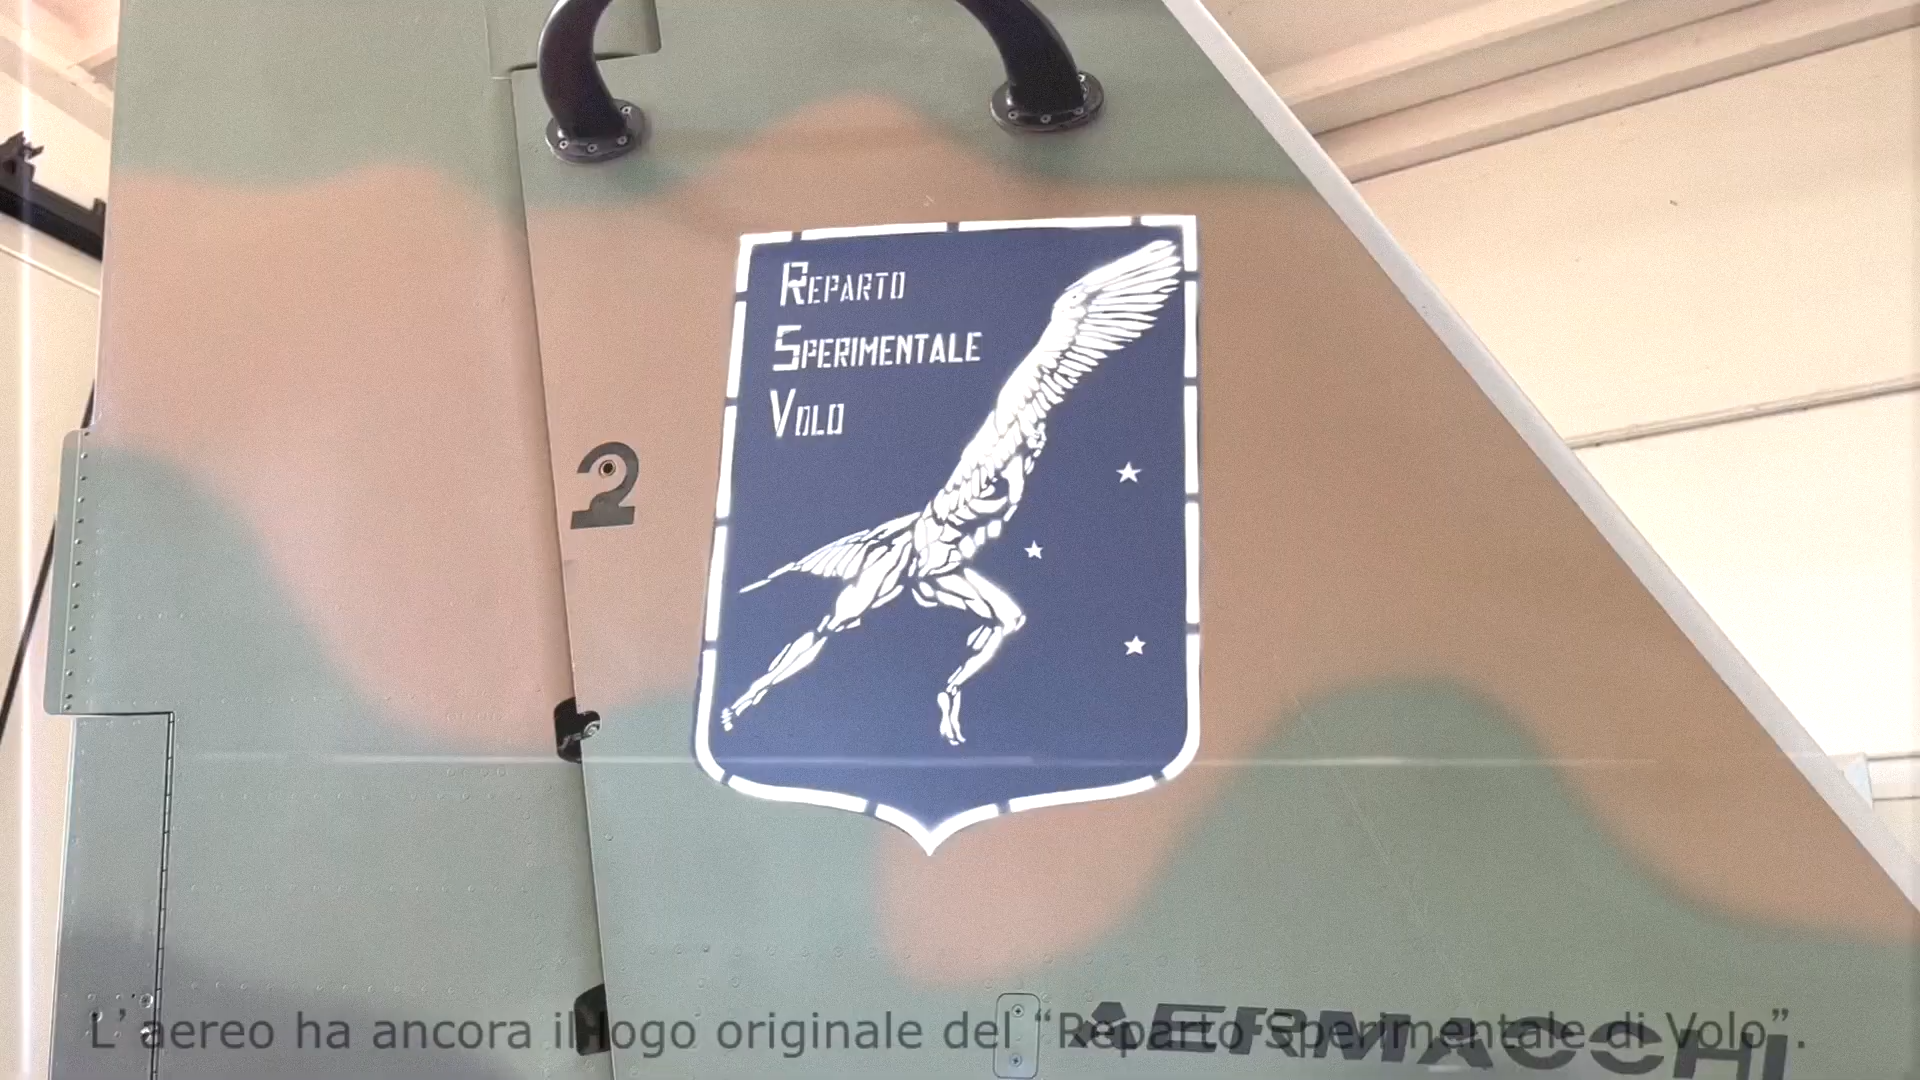 REPARTO
SPERIMENTALE
VOLO
2
AERMACCHI
L'aereo ha ancora il logo originale del “Reparto Sperimentale di Volo”.